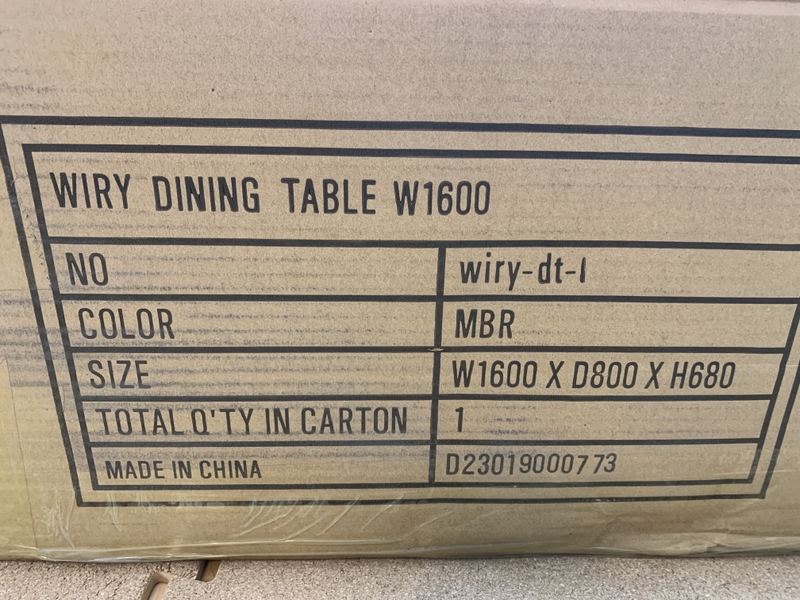 WIRY DINING TABLE W1600
NO wiry-dt-l
COLOR MBR
SIZE W1600 X D800 X H680
TOTAL Q'TY IN CARTON 1
MADE IN CHINA D23019000773